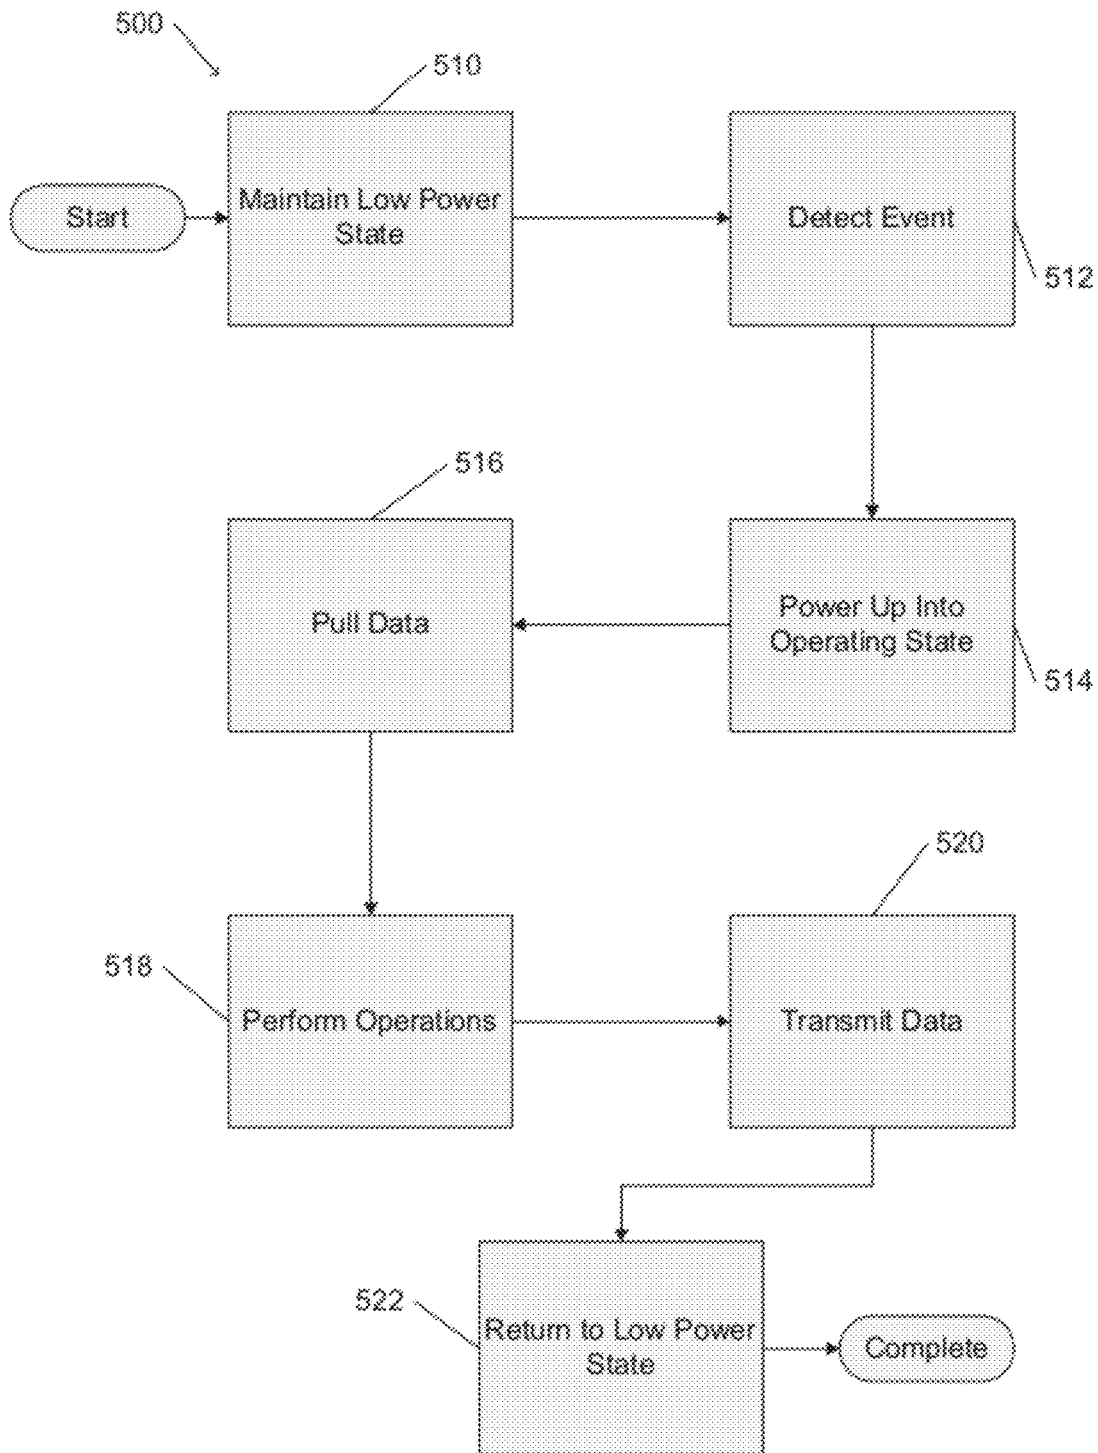 500
510
Start
Maintain Low Power
State
Detect Event
512
516
Pull Data
Power Up Into
Operating State
514
520
518
Perform Operations
Transmit Data
522
Return to Low Power
State
Complete